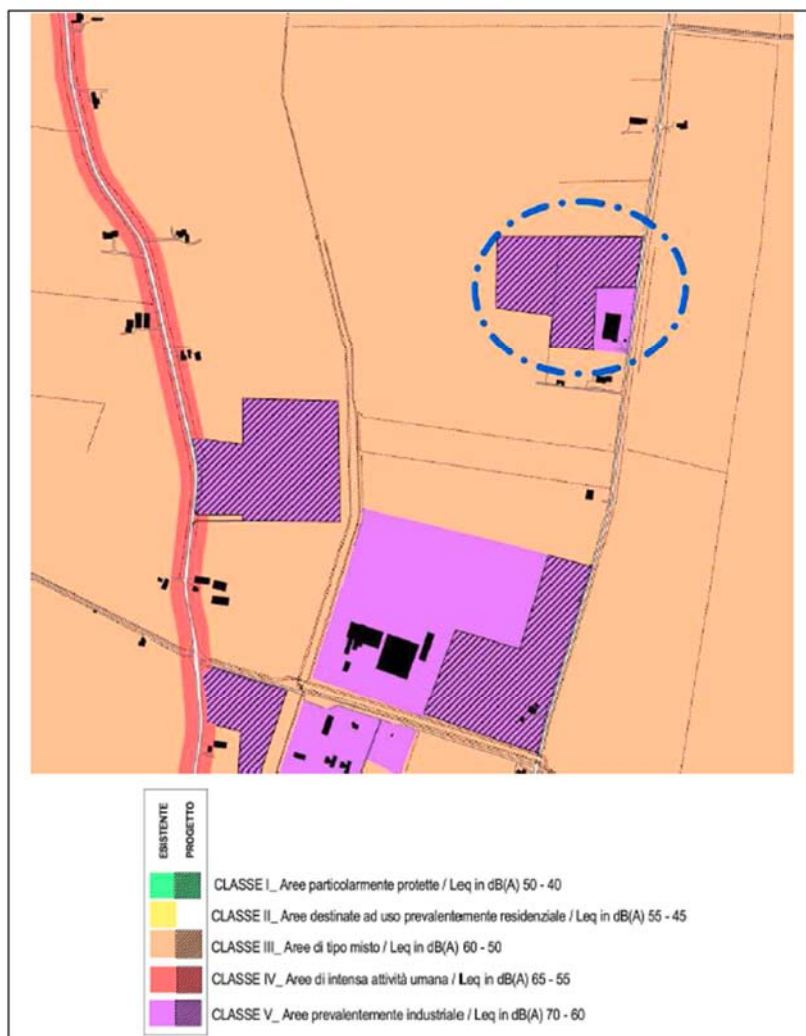 ESISTENTE
PROGETTO
CLASSE I_ Aree particolarmente protette / Leq in dB(A) 50 - 40
CLASSE II_ Aree destinate ad uso prevalentemente residenziale / Leq in dB(A) 55 - 45
CLASSE III_ Aree di tipo misto / Leq in dB(A) 60 - 50
CLASSE IV_ Aree di intensa attività umana / Leq in dB(A) 65 - 55
CLASSE V_ Aree prevalentemente industriale / Leq in dB(A) 70 - 60